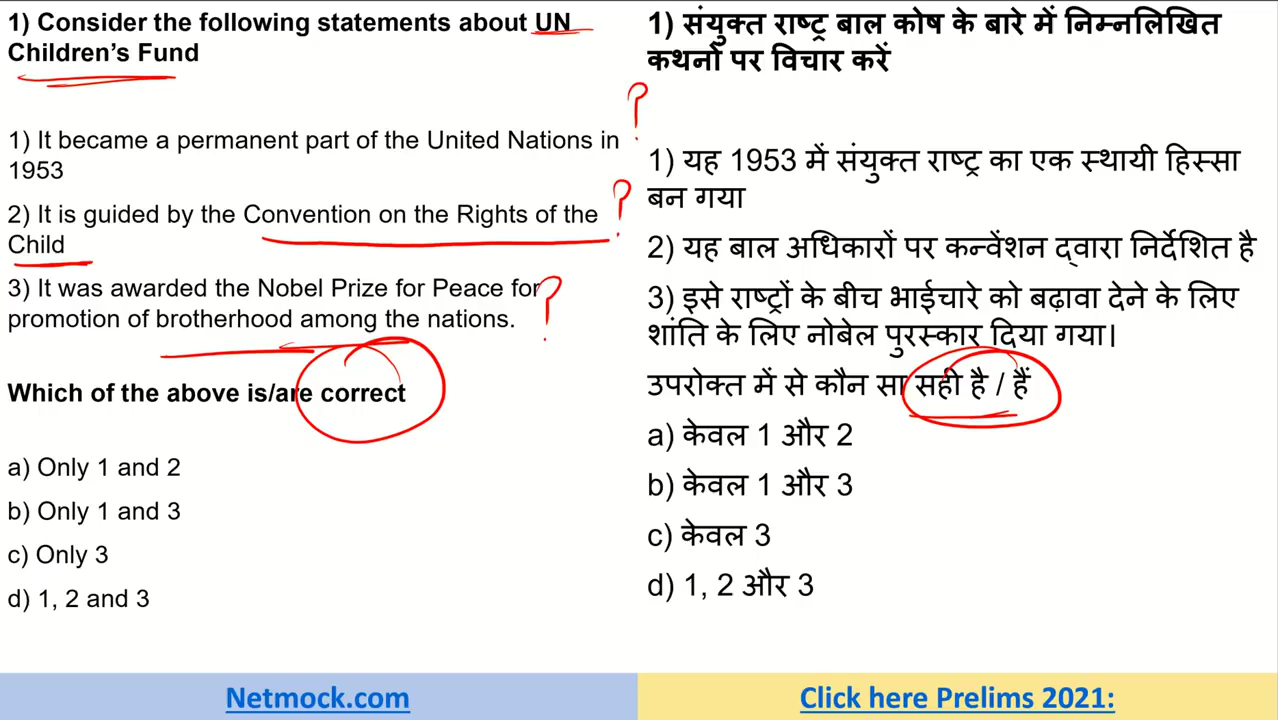 1) Consider the following statements about UN
Children's Fund
1) It became a permanent part of the United Nations in
1953
2) It is guided by the Convention on the Rights of the
Child
3) It was awarded the Nobel Prize for Peace for
promotion of brotherhood among the nations.
Which of the above is/are correct
a) Only 1 and 2
b) Only 1 and 3
c) Only 3
d) 1, 2 and 3
1) संयुक्त राष्ट्र बाल कोष के बारे में निम्नलिखित
कथनों पर विचार करें
1) यह 1953 में संयुक्त राष्ट्र का एक स्थायी हिस्सा
बन गया
2) यह बाल अधिकारों पर कन्वेंशन द्वारा निर्देशित है
3) इसे राष्ट्रों के बीच भाईचारे को बढ़ावा देने के लिए
शांति के लिए नोबेल पुरस्कार दिया गया।
उपरोक्त में से कौन सा सही है / हैं
a) केवल 1 और 2
b) केवल 1 और 3
c) केवल 3
d) 1, 2 और 3
Netmock.com
Click here Prelims 2021: